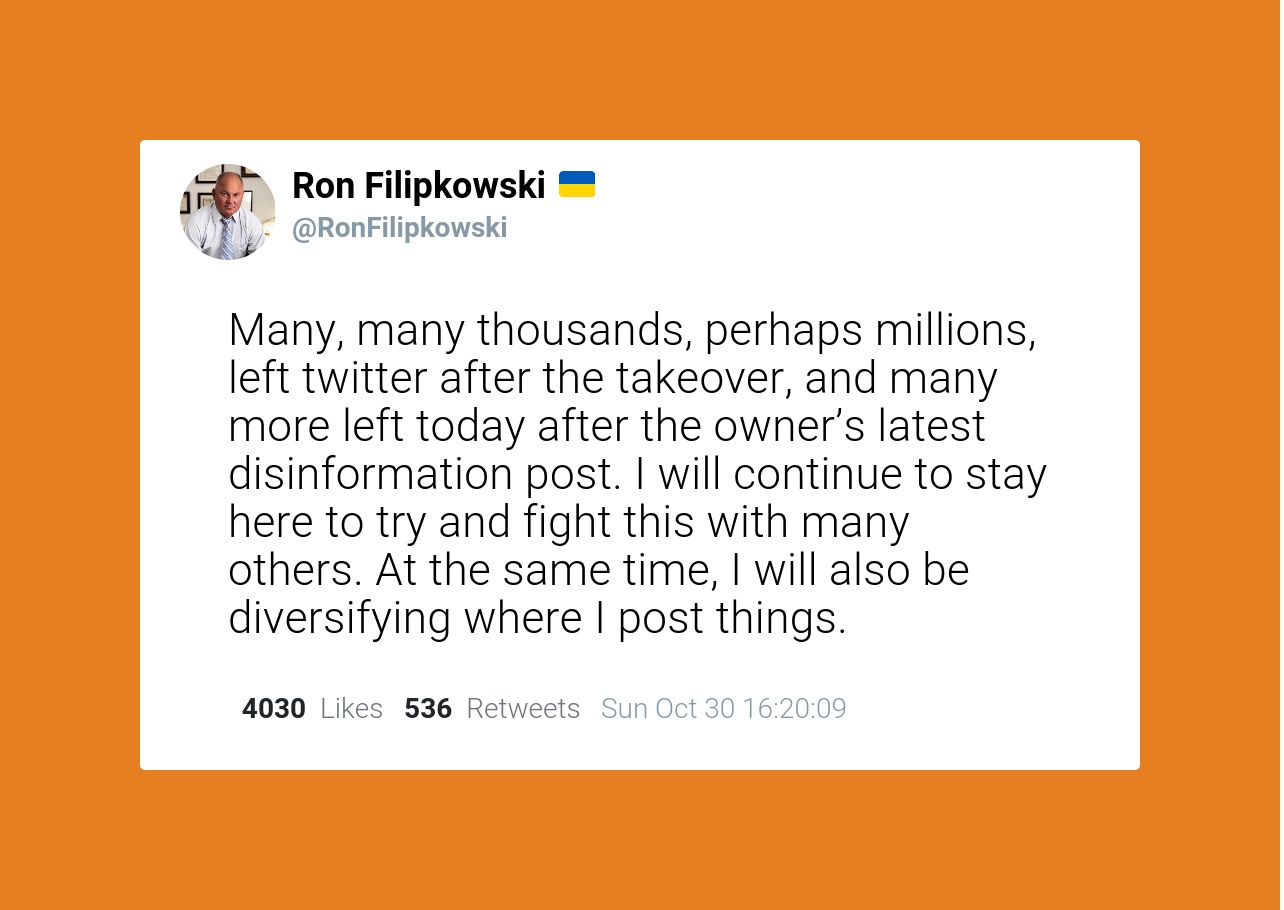 Ron Filipkowski 🇺🇦
@RonFilipkowski
Many, many thousands, perhaps millions,
left twitter after the takeover, and many
more left today after the owner’s latest
disinformation post. I will continue to stay
here to try and fight this with many
others. At the same time, I will also be
diversifying where I post things.
4030 Likes 536 Retweets Sun Oct 30 16:20:09